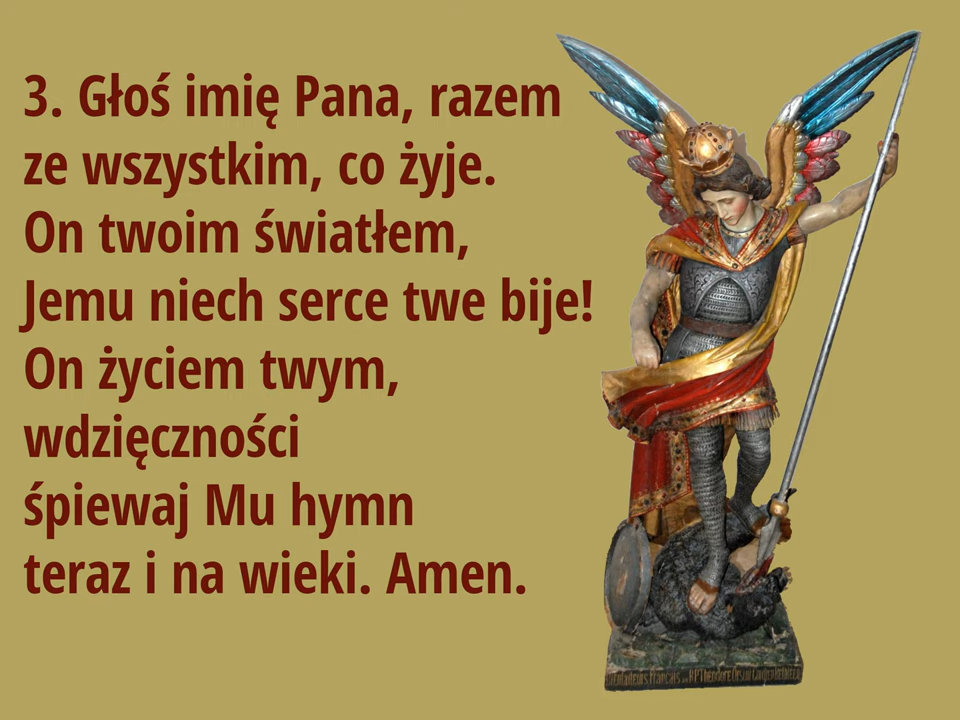 3. Głoś imię Pana, razem
ze wszystkim, co żyje.
On twoim światłem,
Jemu niech serce twe bije!
On życiem twym,
wdzięczności
śpiewaj Mu hymn
teraz i na wieki. Amen.
Français